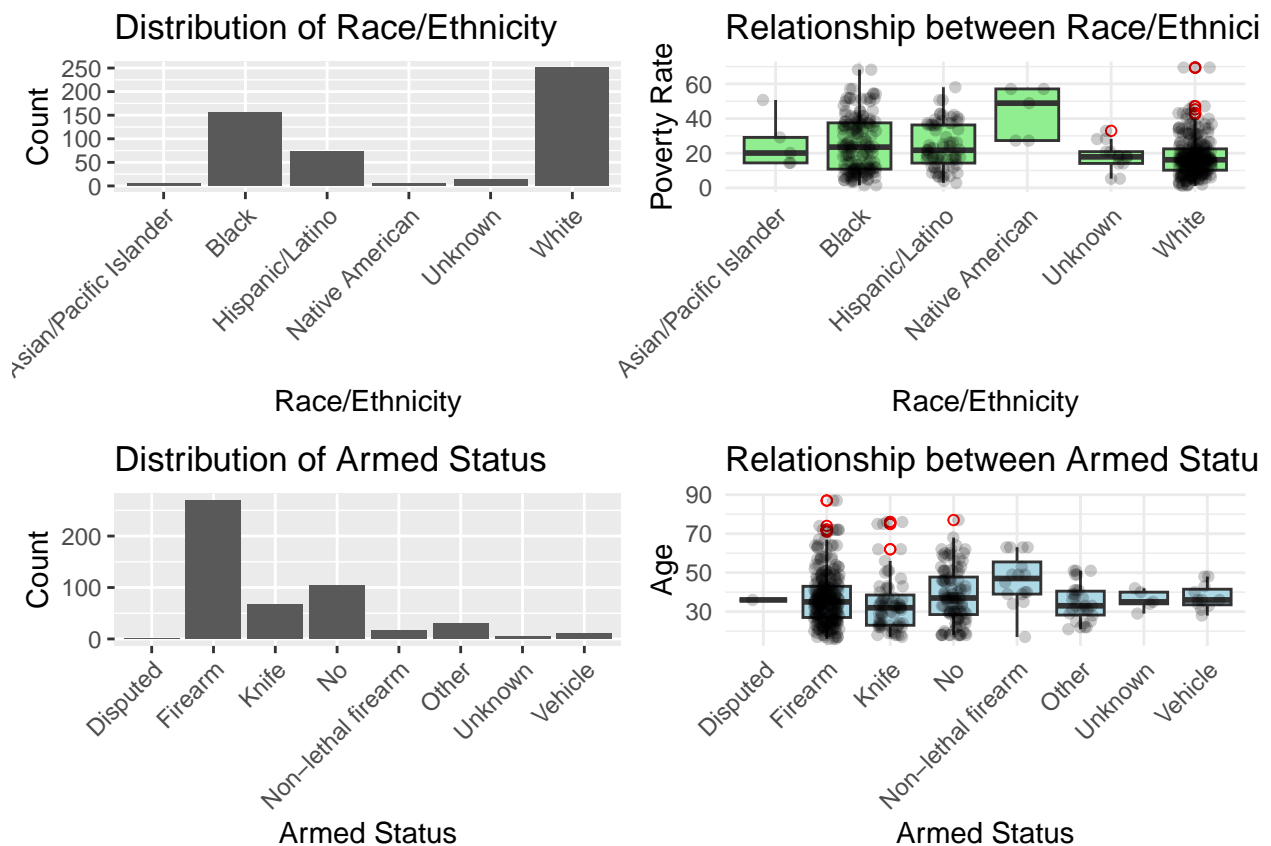 Distribution of Race/Ethnicity
Count
250
200
150
100
50
0
Asian/Pacific Islander
Black
Hispanic/Latino
Native American
Unknown
White
Race/Ethnicity
Relationship between Race/Ethnici
Poverty Rate
60
40
20
0
Asian/Pacific Islander
Black
Hispanic/Latino
Native American
Unknown
White
Race/Ethnicity
Distribution of Armed Status
Count
200
100
0
Disputed
Firearm
Knife
No
Non−lethal firearm
Other
Unknown
Vehicle
Armed Status
Relationship between Armed Statu
Age
90
70
50
30
Disputed
Firearm
Knife
No
Non−lethal firearm
Other
Unknown
Vehicle
Armed Status